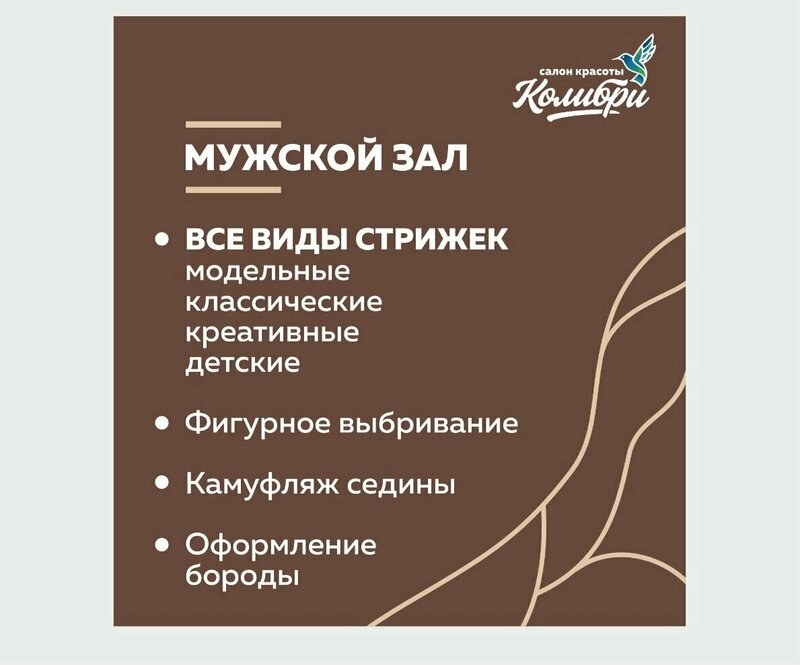 салон красоты
Колибри
МУЖСКОЙ ЗАЛ
• ВСЕ ВИДЫ СТРИЖЕК
модельные
классические
креативные
детские
• Фигурное выбривание
• Камуфляж седины
• Оформление
бороды